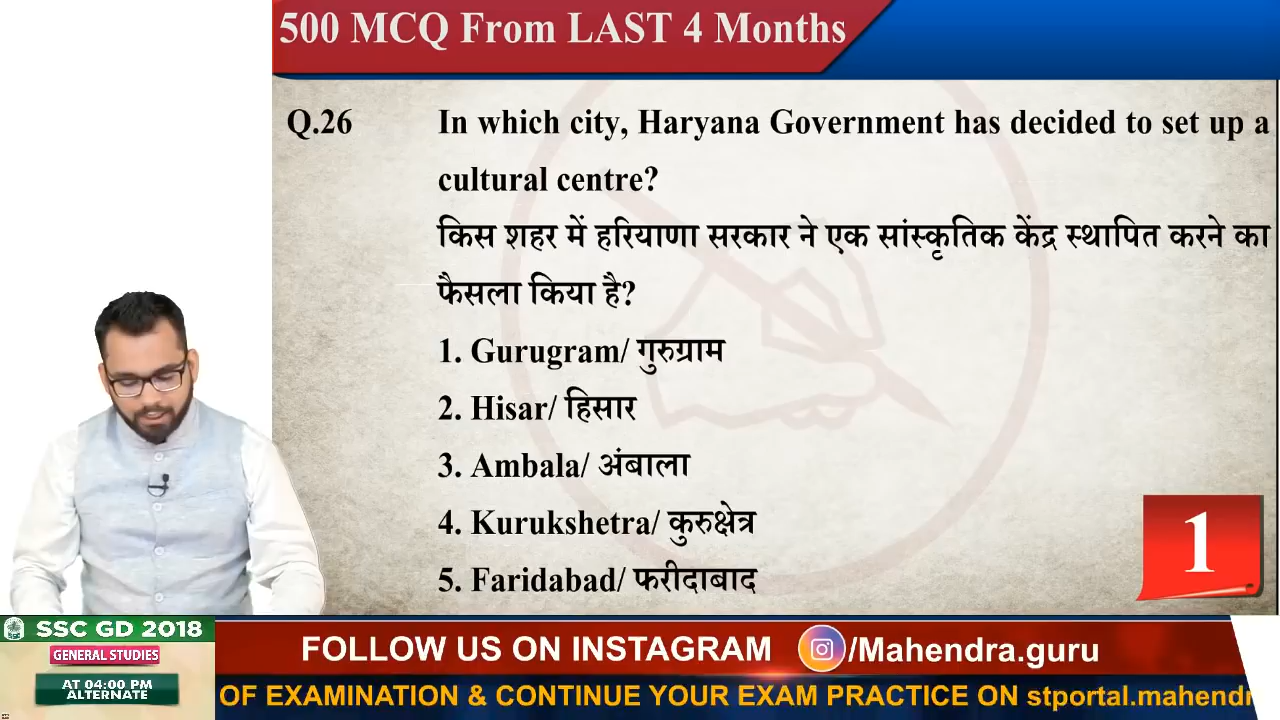 500 MCQ From LAST 4 Months
Q.26 In which city, Haryana Government has decided to set up a
cultural centre?
किस शहर में हरियाणा सरकार ने एक सांस्कृतिक केंद्र स्थापित करने का
फैसला किया है?
1. Gurugram/ गुरुग्राम
2. Hisar/ हिसार
3. Ambala/ अंबाला
4. Kurukshetra/ कुरुक्षेत्र
5. Faridabad/ फरीदाबाद
1
SSC GD 2018
GENERAL STUDIES
AT 04:00 PM
ALTERNATE
FOLLOW US ON INSTAGRAM /Mahendra.guru
OF EXAMINATION & CONTINUE YOUR EXAM PRACTICE ON stportal.mahendr